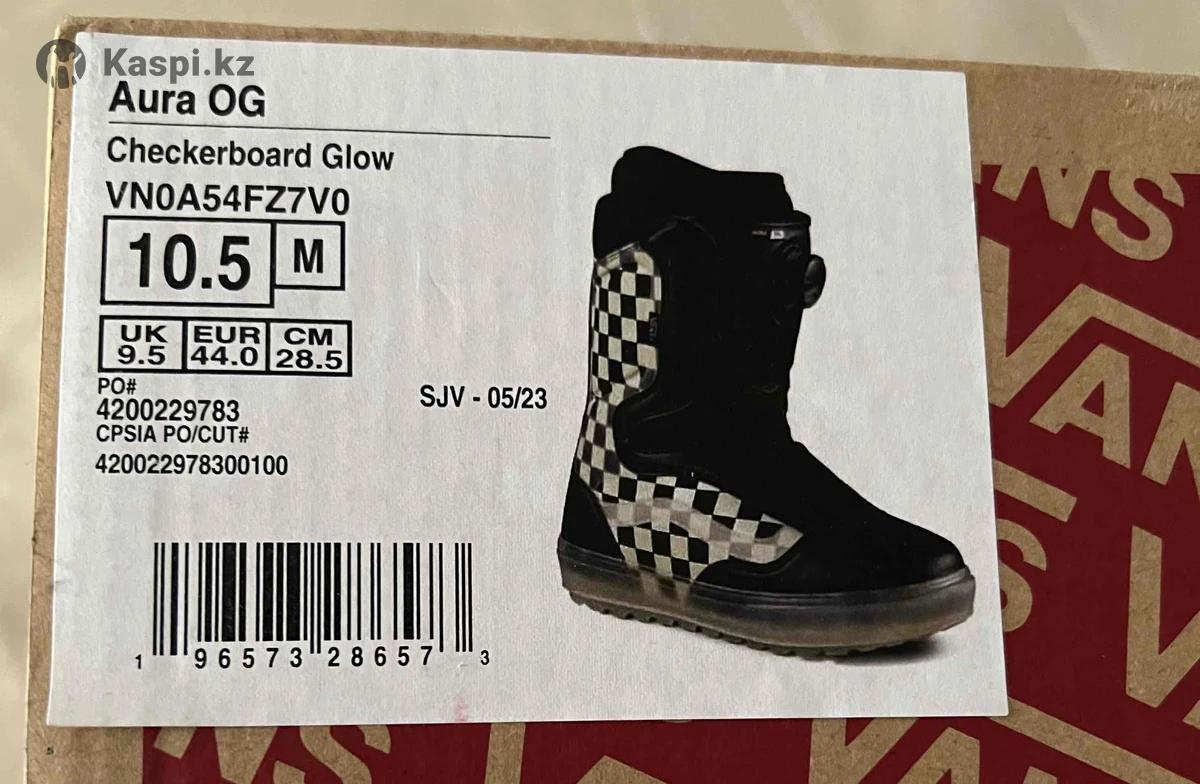 Kaspi.kz
Aura OG
Checkerboard Glow
VN0A54FZ7V0
10.5 M
UK EUR CM
9.5 44.0 28.5
PO#
4200229783
CPSIA PO/CUT#
420022978300100
SJV - 05/23
1 96573 28657 3
VANS